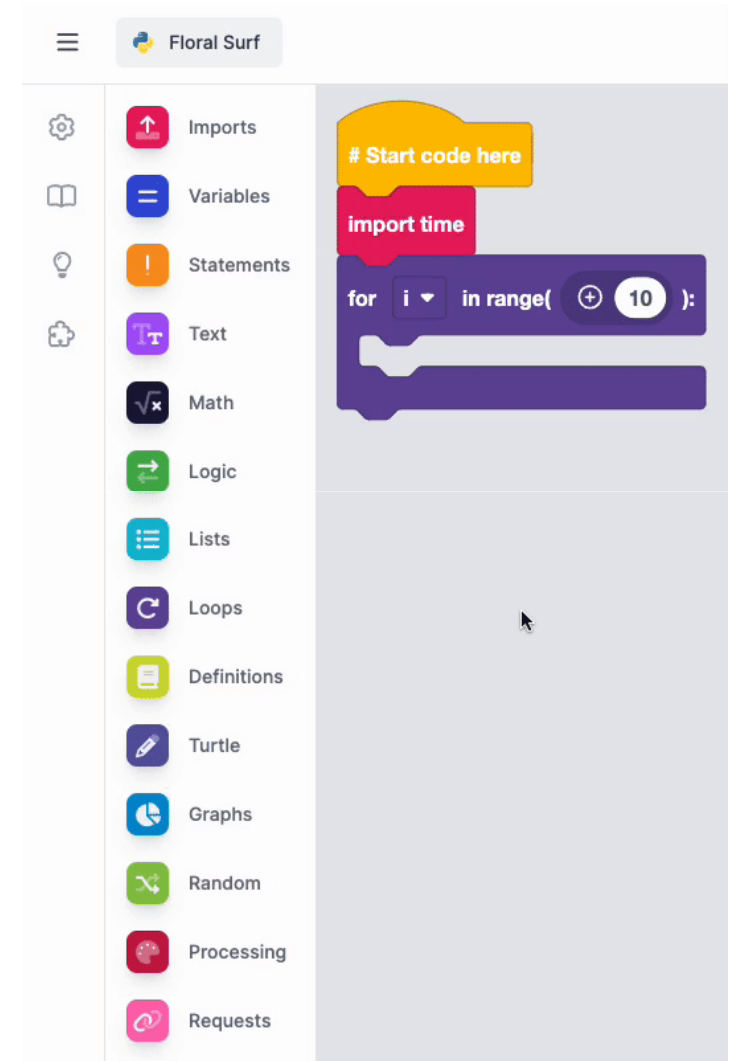 Floral Surf
Imports
Variables
Statements
Text
Math
Logic
Lists
Loops
Definitions
Turtle
Graphs
Random
Processing
Requests
# Start code here
import time
for i in range( 10 ):